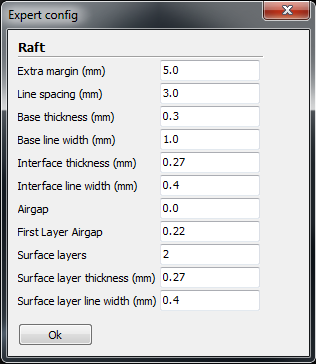 Expert config
Raft
Extra margin (mm) 5.0
Line spacing (mm) 3.0
Base thickness (mm) 0.3
Base line width (mm) 1.0
Interface thickness (mm) 0.27
Interface line width (mm) 0.4
Airgap 0.0
First Layer Airgap 0.22
Surface layers 2
Surface layer thickness (mm) 0.27
Surface layer line width (mm) 0.4
Ok